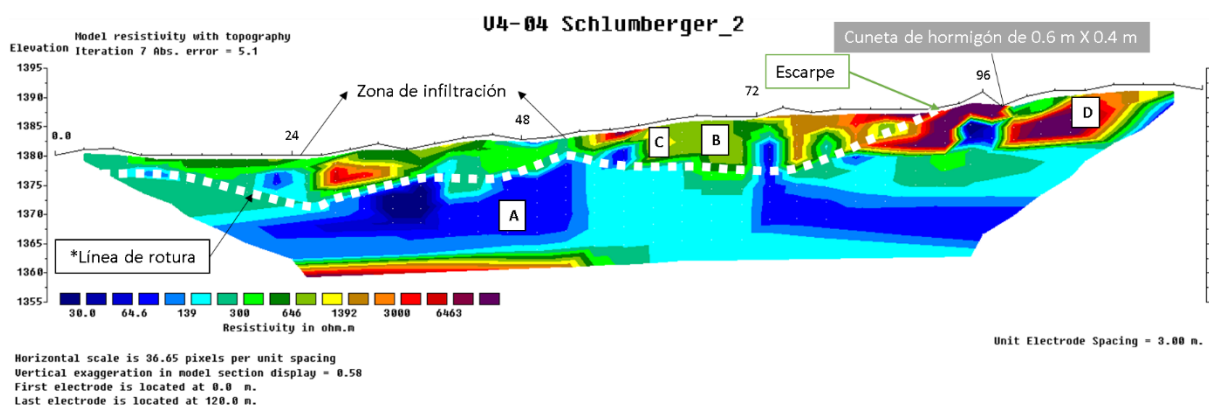 U4-04 Schlumberger_2
Model resistivity with topography
Iteration 7 Abs. error = 5.1
Elevation
Cuneta de hormigón de 0.6 m X 0.4 m
Escarpe
Zona de infiltración
1395
1390
1385
1380
1375
1370
1365
1360
1355
0.0
24
48
72
96
A
B
C
D
*Línea de rotura
30.0 64.6 139 300 646 1392 3000 6463
Resistivity in ohm.m
Unit Electrode Spacing = 3.00 m.
Horizontal scale is 36.65 pixels per unit spacing
Vertical exaggeration in model section display = 0.58
First electrode is located at 0.0 m.
Last electrode is located at 120.0 m.